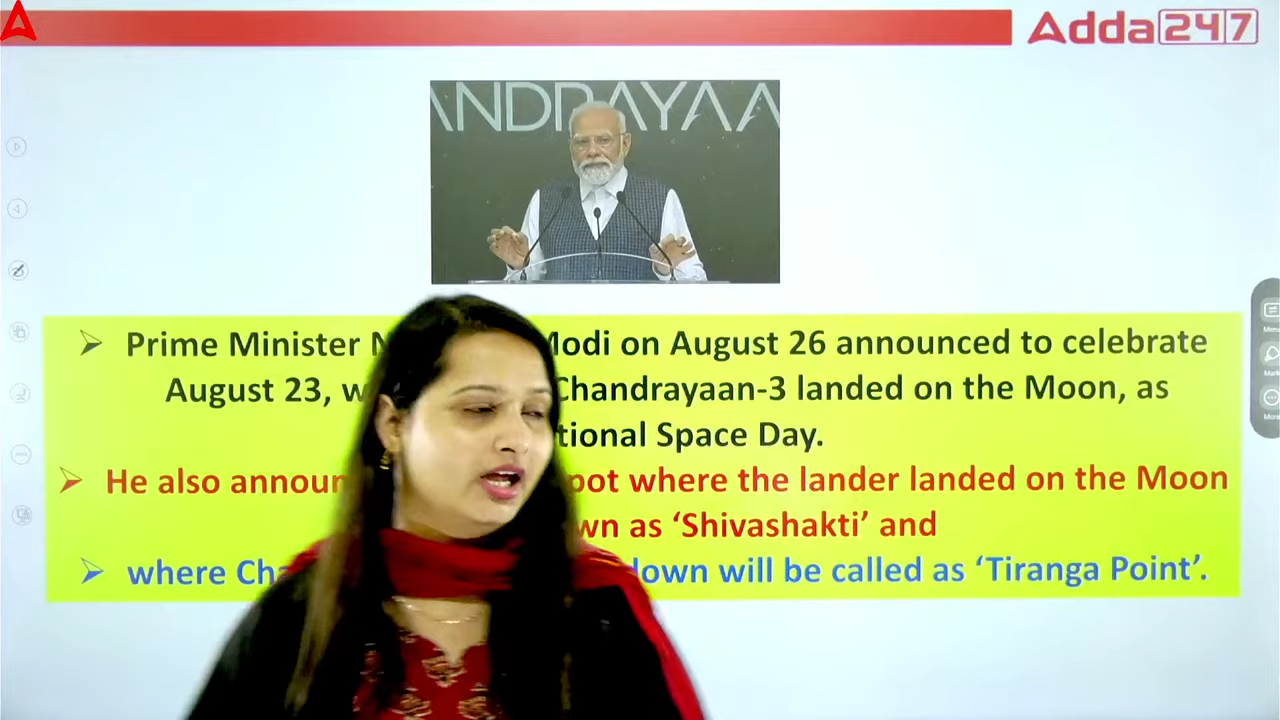 Adda247
ANDRAYAA
Prime Minister Modi on August 26 announced to celebrate
August 23, Chandrayaan-3 landed on the Moon, as
tional Space Day.
He also announ pot where the lander landed on the Moon
wn as ‘Shivashakti’ and
where Cha down will be called as ‘Tiranga Point’.